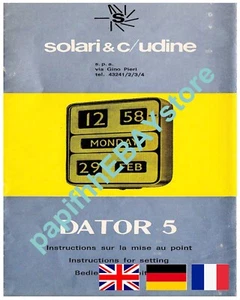 S
solari & c/udine
s.p.a.
via Gino Pieri
tel. 43241/2/3/4
12 58
MONDAY
29 FEB
papifnnEBAYstore
DATOR 5
Instructions sur la mise au point
Instructions for setting